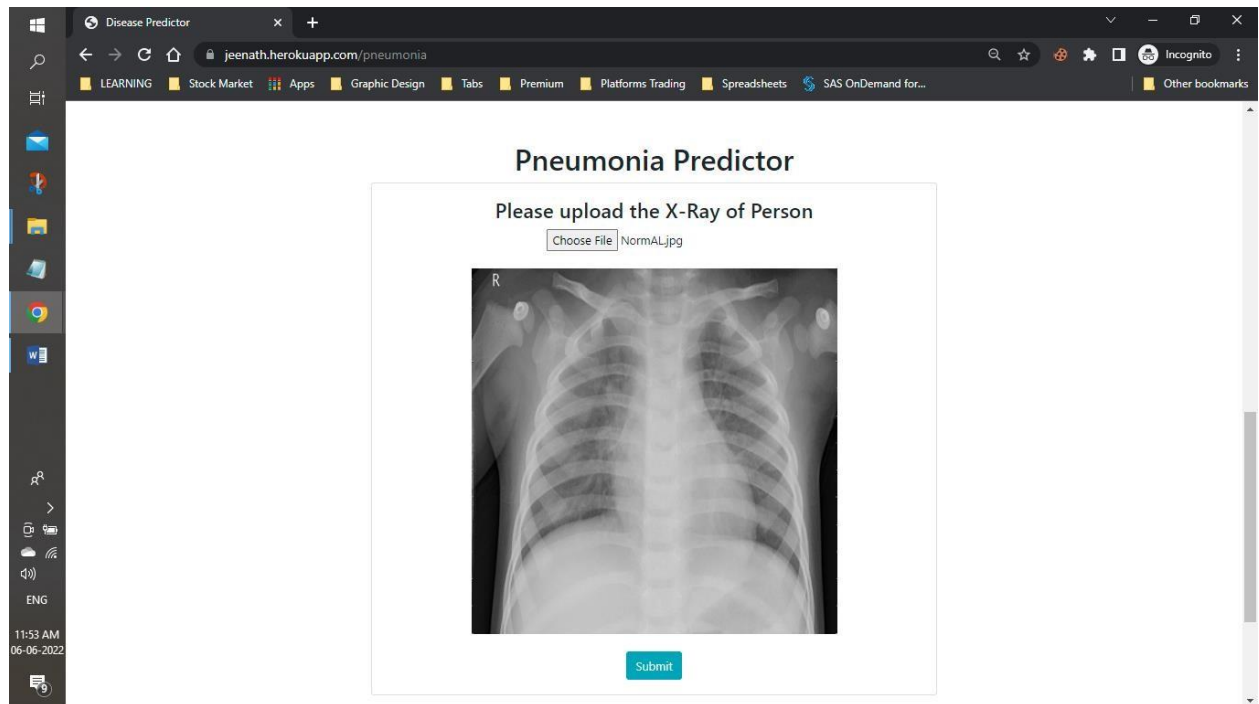 Disease Predictor
jeenath.herokuapp.com/pneumonia
Incognito
LEARNING Stock Market Apps Graphic Design Tabs Premium Platforms Trading Spreadsheets SAS OnDemand for... Other bookmarks
Pneumonia Predictor
Please upload the X-Ray of Person
Choose File NormAL.jpg
R
Submit
ENG
11:53 AM
06-06-2022
9